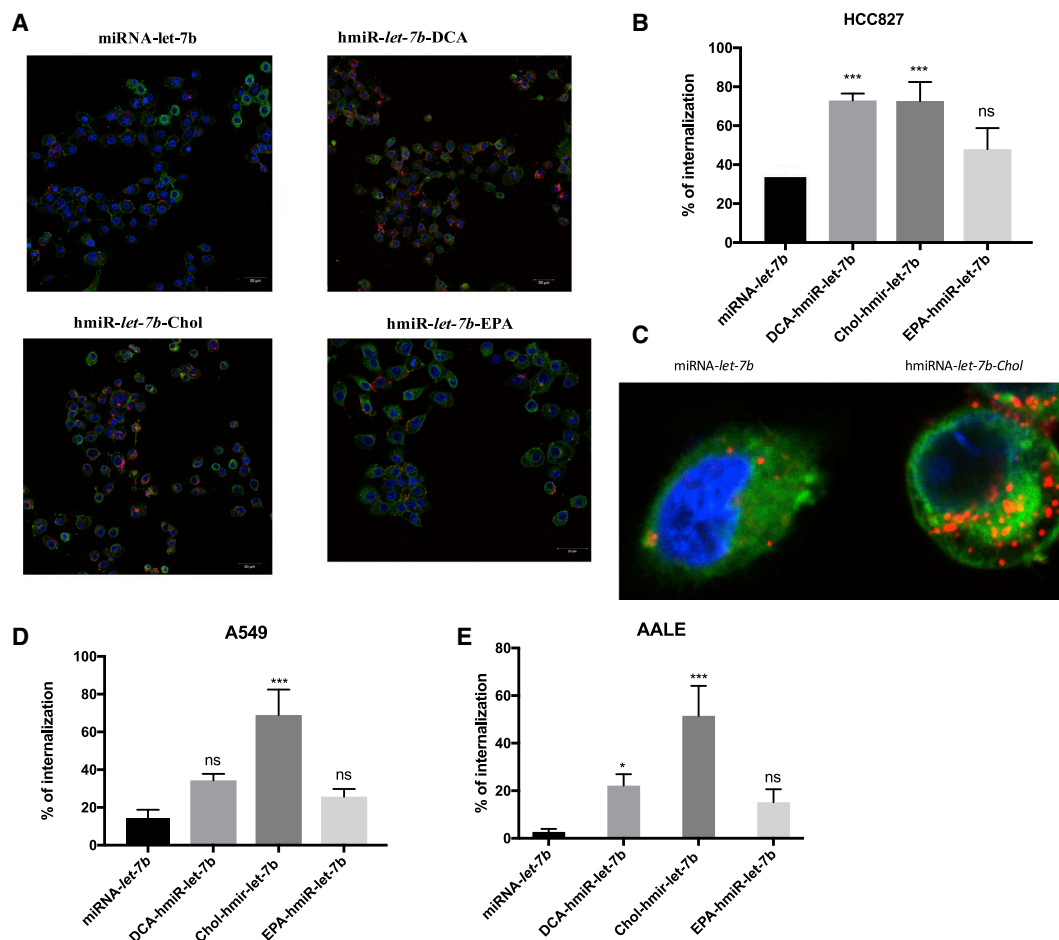 A
miRNA-let-7b
hmiR-let-7b-DCA
50 µm
hmiR-let-7b-Chol
hmiR-let-7b-EPA
50 µm
B
HCC827
% of internalization
100
80
60
40
20
0
***
***
ns
miRNA-let-7b
DCA-hmiR-let-7b
Chol-hmir-let-7b
EPA-hmiR-let-7b
C
miRNA-let-7b
hmiRNA-let-7b-Chol
D
A549
% of internalization
100
80
60
40
20
0
ns
***
ns
miRNA-let-7b
DCA-hmiR-let-7b
Chol-hmir-let-7b
EPA-hmiR-let-7b
E
AALE
% of internalization
80
60
40
20
0
*
***
ns
miRNA-let-7b
DCA-hmiR-let-7b
Chol-hmir-let-7b
EPA-hmiR-let-7b